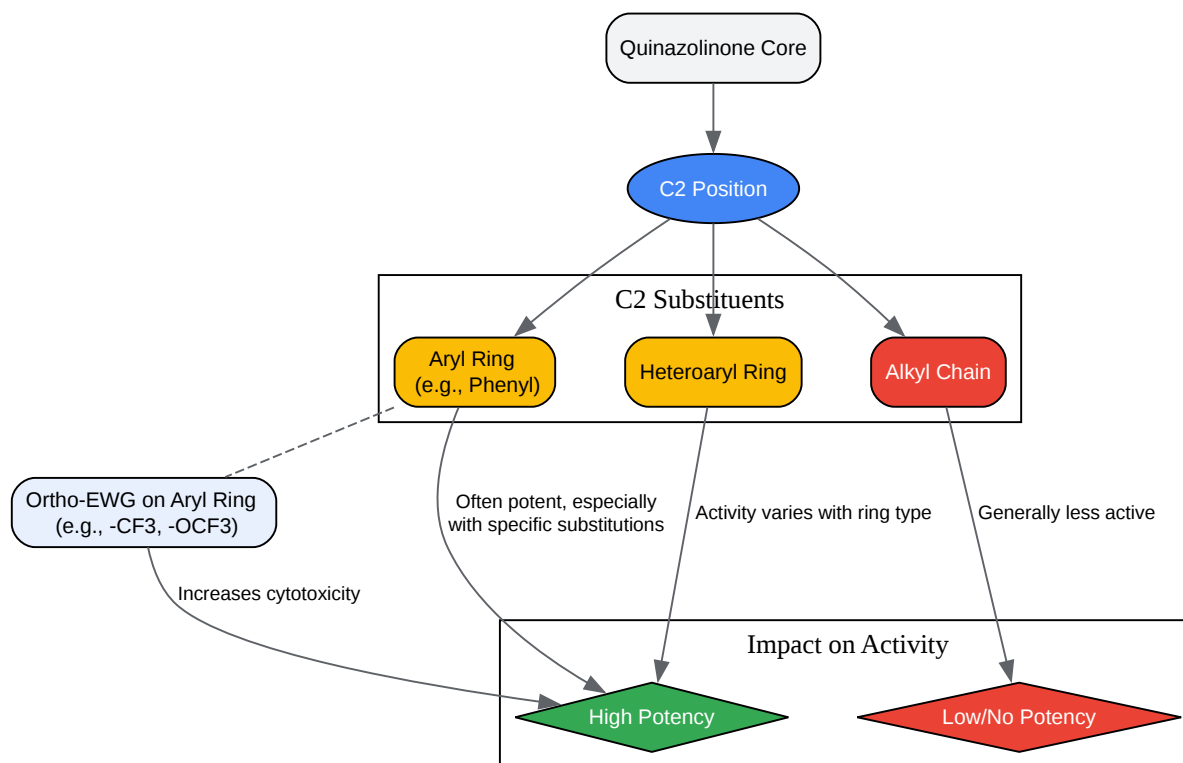 Quinazolinone Core
C2 Position
C2 Substituents
Aryl Ring
(e.g., Phenyl)
Heteroaryl Ring
Alkyl Chain
Ortho-EWG on Aryl Ring
(e.g., -CF3, -OCF3)
Often potent, especially
with specific substitutions
Activity varies with ring type
Generally less active
Increases cytotoxicity
Impact on Activity
High Potency
Low/No Potency